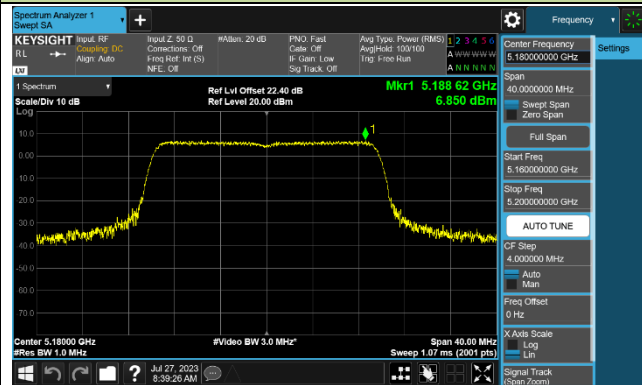 Spectrum Analyzer 1
Swept SA
Frequency
KEYSIGHT
RL
LXI
Input: RF
Coupling: DC
Align: Auto
Input Z: 50 Ω
Corrections: Off
Freq Ref: Int (S)
NFE: Off
#Atten: 20 dB
PNO: Fast
Gate: Off
IF Gain: Low
Sig Track: Off
Avg Type: Power (RMS)
Avg|Hold: 100/100
Trig: Free Run
1 2 3 4 5 6
A W W W W W
A N N N N N
1 Spectrum
Scale/Div 10 dB
Log
Ref Lvl Offset 22.40 dB
Ref Level 20.00 dBm
Mkr1 5.188 62 GHz
6.850 dBm
1
10.0
0.00
-10.0
-20.0
-30.0
-40.0
-50.0
-60.0
-70.0
Center 5.18000 GHz
#Res BW 1.0 MHz
#Video BW 3.0 MHz*
Span 40.00 MHz
Sweep 1.07 ms (2001 pts)
Center Frequency
5.180000000 GHz
Span
40.0000000 MHz
Swept Span
Zero Span
Full Span
Start Freq
5.160000000 GHz
Stop Freq
5.200000000 GHz
AUTO TUNE
CF Step
4.000000 MHz
Auto
Man
Freq Offset
0 Hz
X Axis Scale
Log
Lin
Signal Track
(Span Zoom)
Settings
Jul 27, 2023
8:39:26 AM